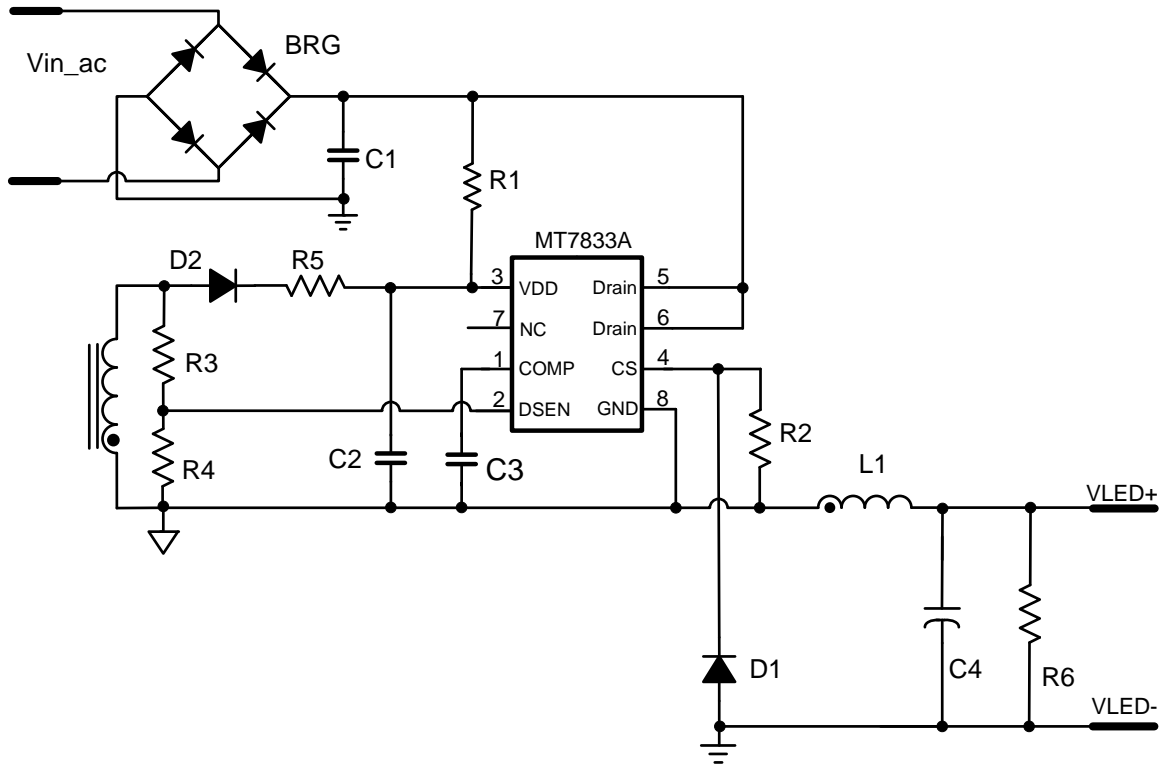 BRG
Vin_ac
C1
R1
MT7833A
D2
R5
3
VDD
Drain
5
7
NC
Drain
6
R3
1
COMP
CS
4
2
DSEN
GND
8
R2
R4
C2
C3
L1
VLED+
D1
C4
R6
VLED-